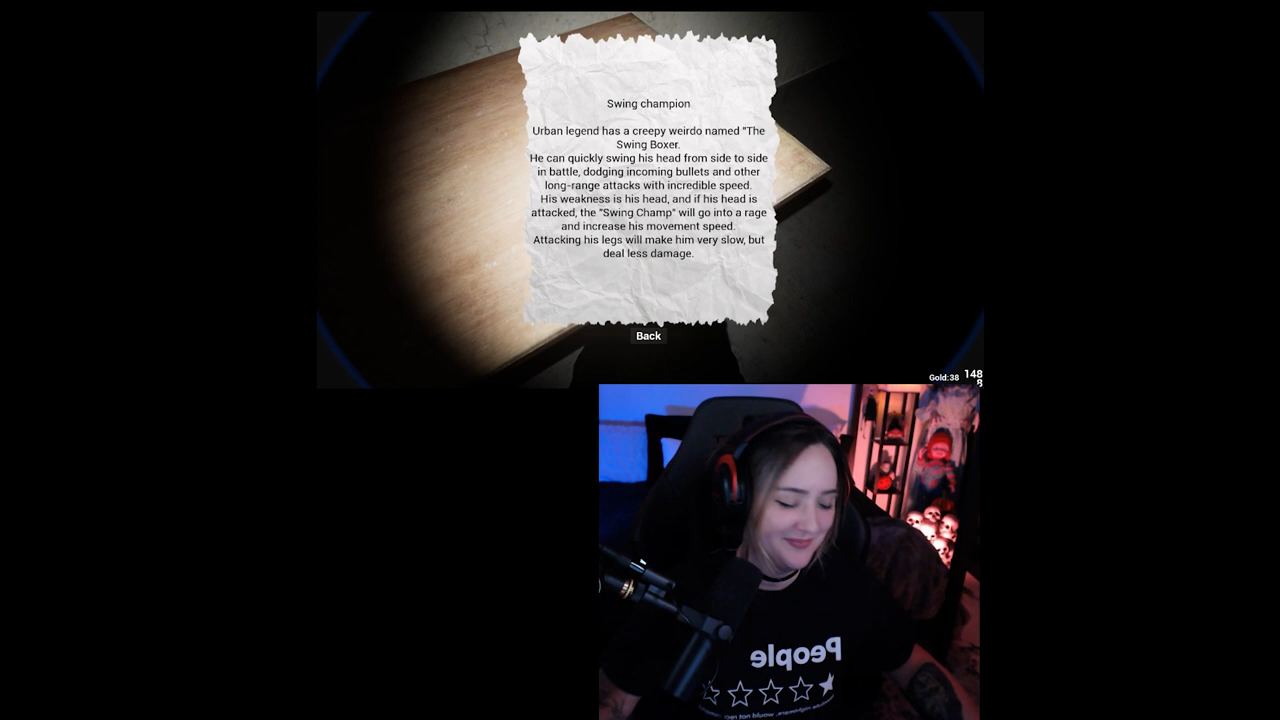 Swing champion
Urban legend has a creepy weirdo named "The
Swing Boxer.
He can quickly swing his head from side to side
in battle, dodging incoming bullets and other
long-range attacks with incredible speed.
His weakness is his head, and if his head is
attacked, the "Swing Champ" will go into a rage
and increase his movement speed.
Attacking his legs will make him very slow, but
deal less damage.
Back
Gold:38
148
8
People
would not